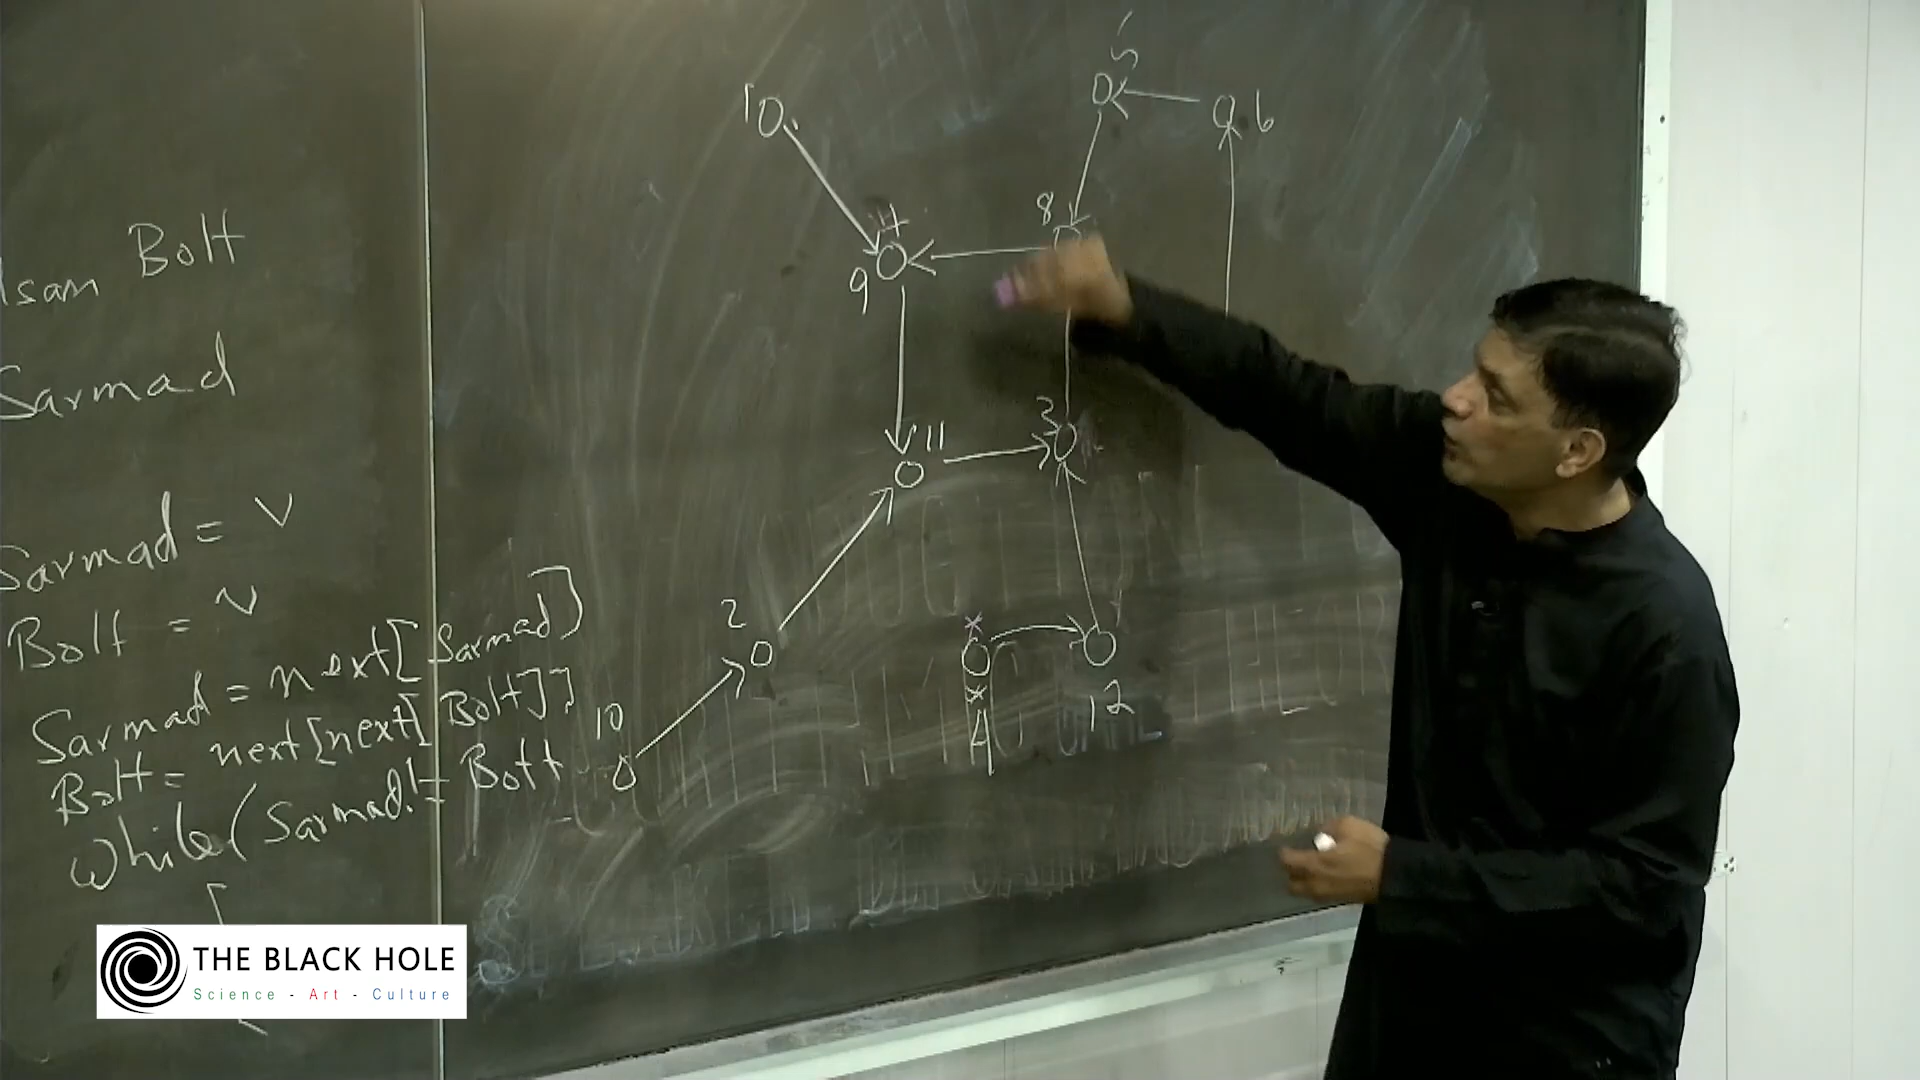 Usain Bolt
Sarmad
Sarmad = v
Bolt = v
Sarmad = next[Sarmad]
Bolt = next[next[Bolt]]
while(Sarmad != Bolt
[
10
5
6
8
9
11
3
2
10
4
12
THE BLACK HOLE
Science - Art - Culture